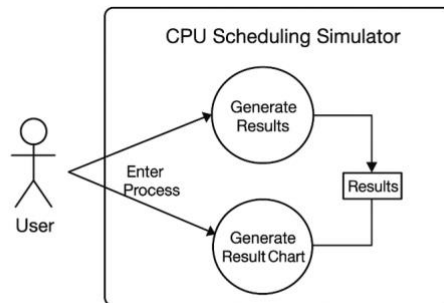 CPU Scheduling Simulator
Generate
Results
Enter
Process
Results
User
Generate
Result Chart